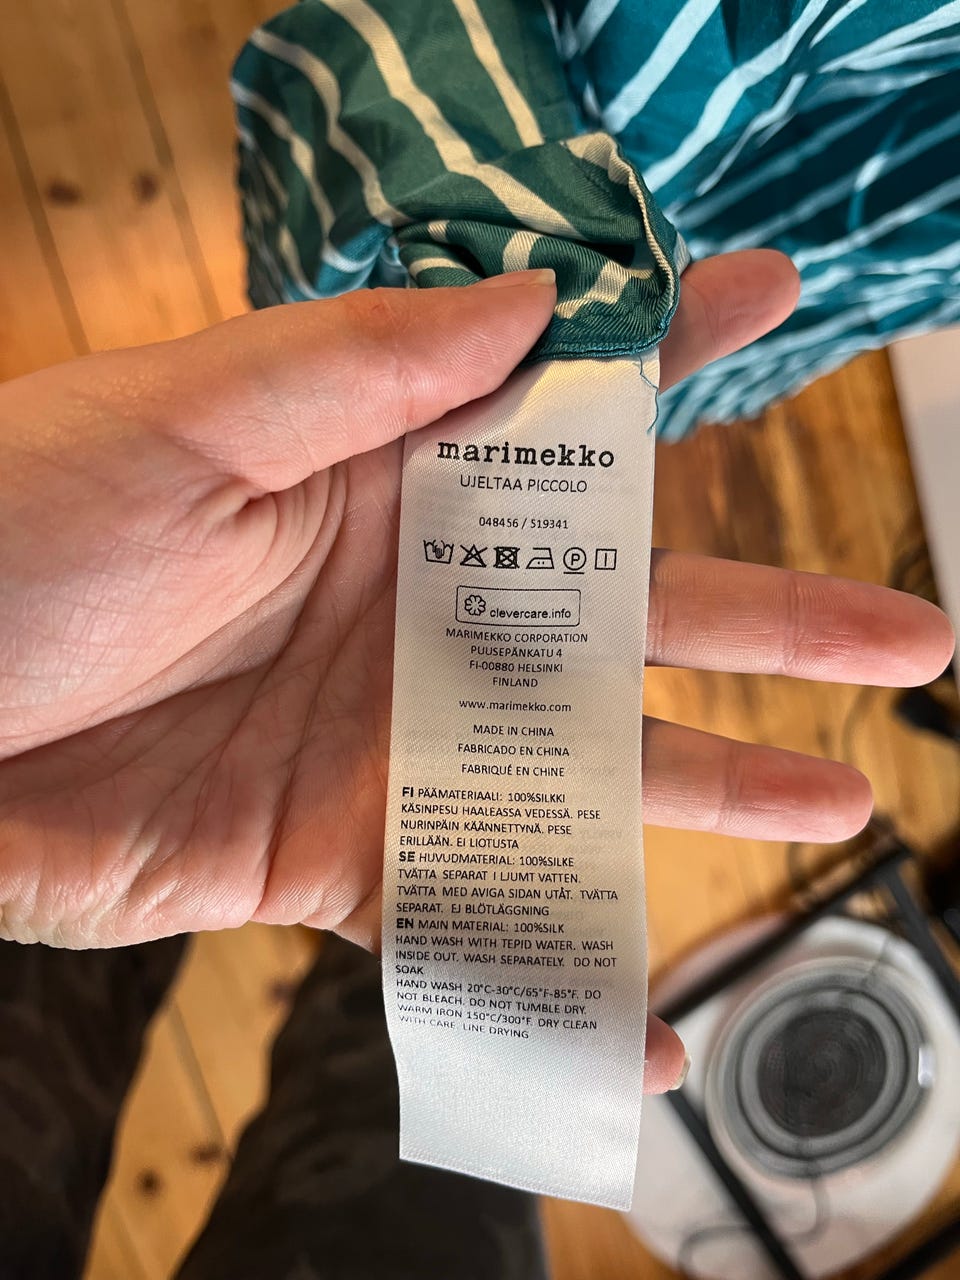 marimekko
UJELTAA PICCOLO
048456 / 519341
P
clevercare.info
MARIMEKKO CORPORATION
PUUSEPÄNKATU 4
FI-00880 HELSINKI
FINLAND
www.marimekko.com
MADE IN CHINA
FABRICADO EN CHINA
FABRIQUÉ EN CHINE
FI PÄÄMATERIAALI: 100%SILKKI
KÄSINPESU HAALEASSA VEDESSÄ. PESE
NURINPÄIN KÄÄNNETTYNÄ. PESE
ERILLÄÄN. EI LIOTUSTA
SE HUVUDMATERIAL: 100%SILKE
TVÄTTA SEPARAT I LJUMT VATTEN.
TVÄTTA MED AVIGA SIDAN UTÅT. TVÄTTA
SEPARAT. EJ BLÖTLÄGGNING
EN MAIN MATERIAL: 100%SILK
HAND WASH WITH TEPID WATER. WASH
INSIDE OUT. WASH SEPARATELY. DO NOT
SOAK
HAND WASH 20°C-30°C/65°F-85°F. DO
NOT BLEACH. DO NOT TUMBLE DRY.
WARM IRON 150°C/300°F. DRY CLEAN
WITH CARE. LINE DRYING